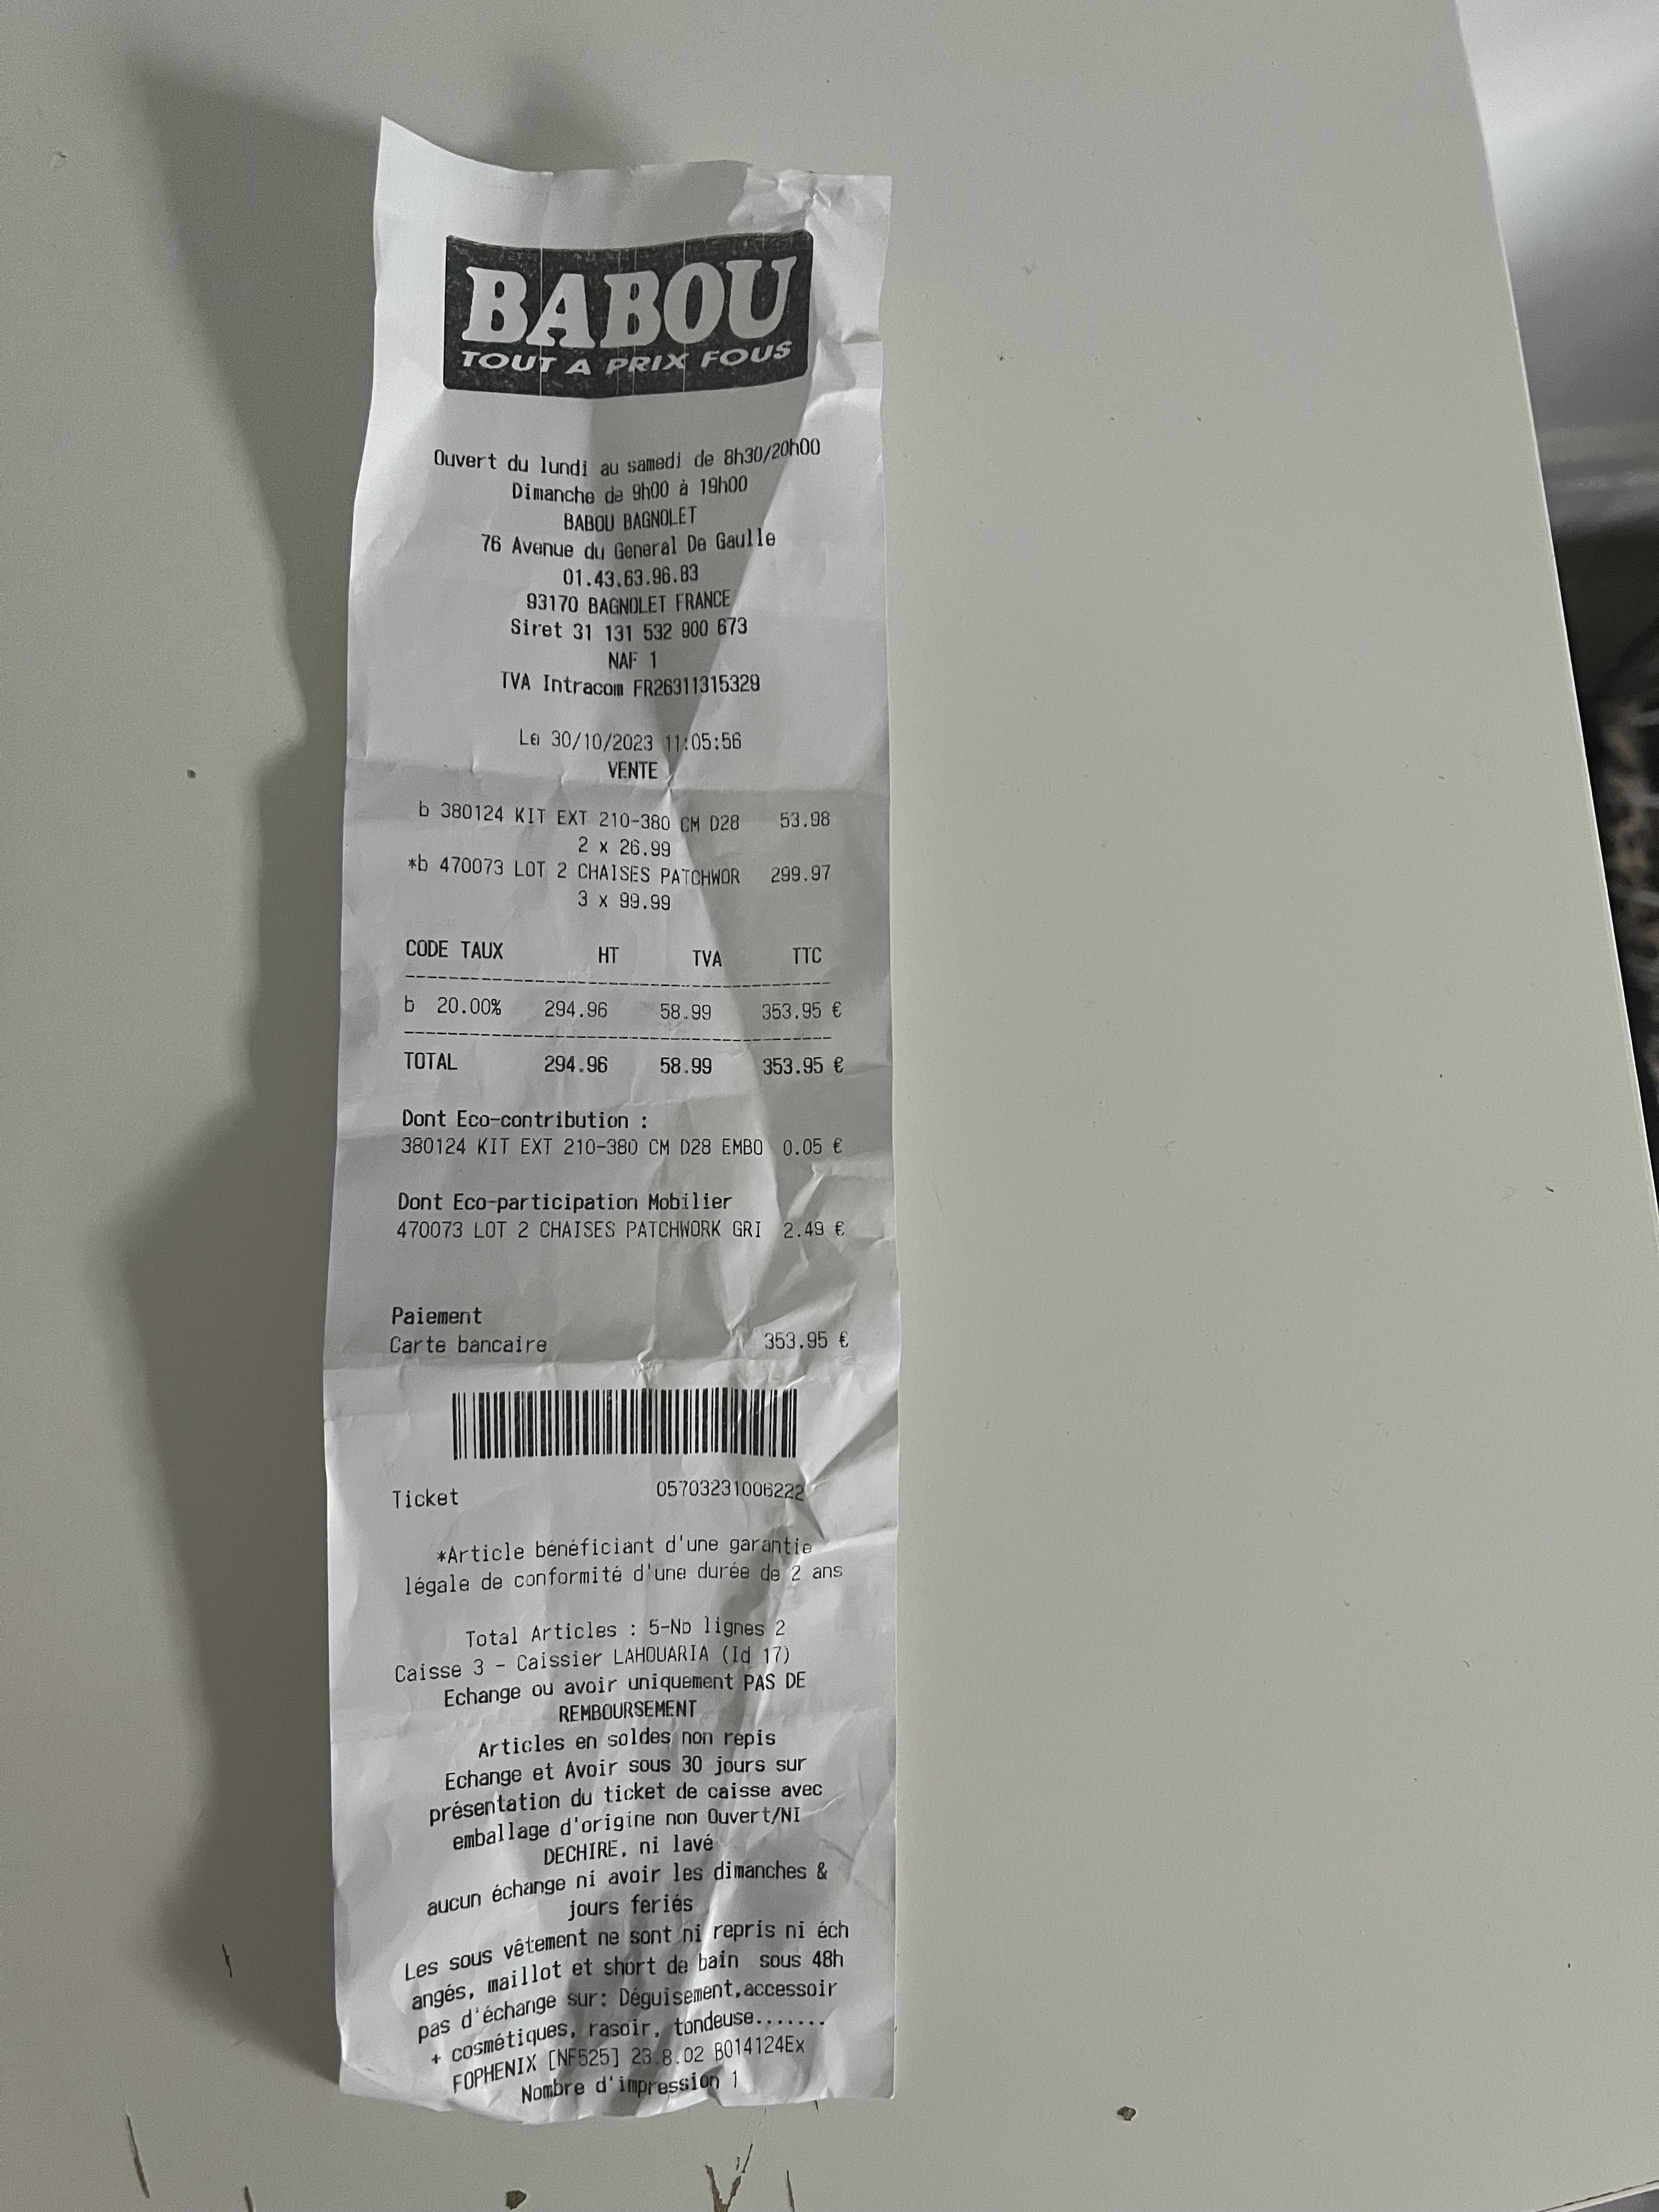 BABOU
TOUT A PRIX FOUS
Ouvert du lundi au samedi de 8h30/20h00
Dimanche de 9h00 à 19h00
BABOU BAGNOLET
76 Avenue du General De Gaulle
01.43.63.96.83
93170 BAGNOLET FRANCE
Siret 31 131 532 900 673
NAF 1
TVA Intracom FR26311315329
Le 30/10/2023 11:05:56
VENTE
b 380124 KIT EXT 210-380 CM D28 53.98
2 x 26.99
*b 470073 LOT 2 CHAISES PATCHWOR 299.97
3 x 99.99
CODE TAUX HT TVA TTC
b 20.00% 294.96 58.99 353.95 €
TOTAL 294.96 58.99 353.95 €
Dont Eco-contribution :
380124 KIT EXT 210-380 CM D28 EMBO 0.05 €
Dont Eco-participation Mobilier
470073 LOT 2 CHAISES PATCHWORK GRI 2.49 €
Paiement
Carte bancaire 353.95 €
Ticket 05703231006222
*Article bénéficiant d'une garantie
légale de conformité d'une durée de 2 ans
Total Articles : 5-Nb lignes 2
Caisse 3 - Caissier LAHOUARIA (Id 17)
Echange ou avoir uniquement PAS DE
REMBOURSEMENT
Articles en soldes non repis
Echange et Avoir sous 30 jours sur
présentation du ticket de caisse avec
emballage d'origine non Ouvert/NI
DECHIRE, ni lavé
aucun échange ni avoir les dimanches &
jours feriés
Les sous vêtement ne sont ni repris ni éch
angés, maillot et short de bain sous 48h
pas d'échange sur: Déguisement,accessoir
+ cosmétiques, rasoir, tondeuse.......
FOPHENIX [NF525] 23.8.02 B014124Ex
Nombre d'impression 1